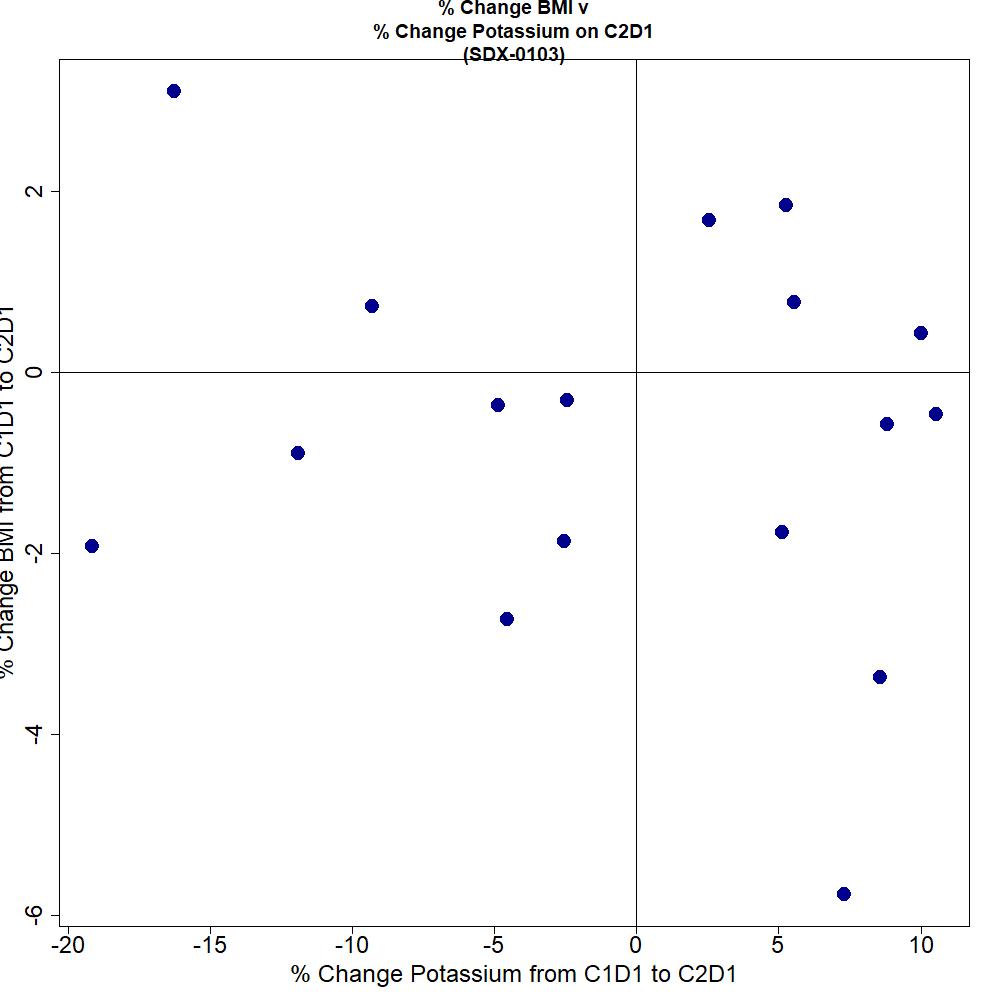 % Change BMI v
% Change Potassium on C2D1
(SDX-0103)
% Change BMI from C1D1 to C2D1
2
0
-2
-4
-6
-20 -15 -10 -5 0 5 10
% Change Potassium from C1D1 to C2D1